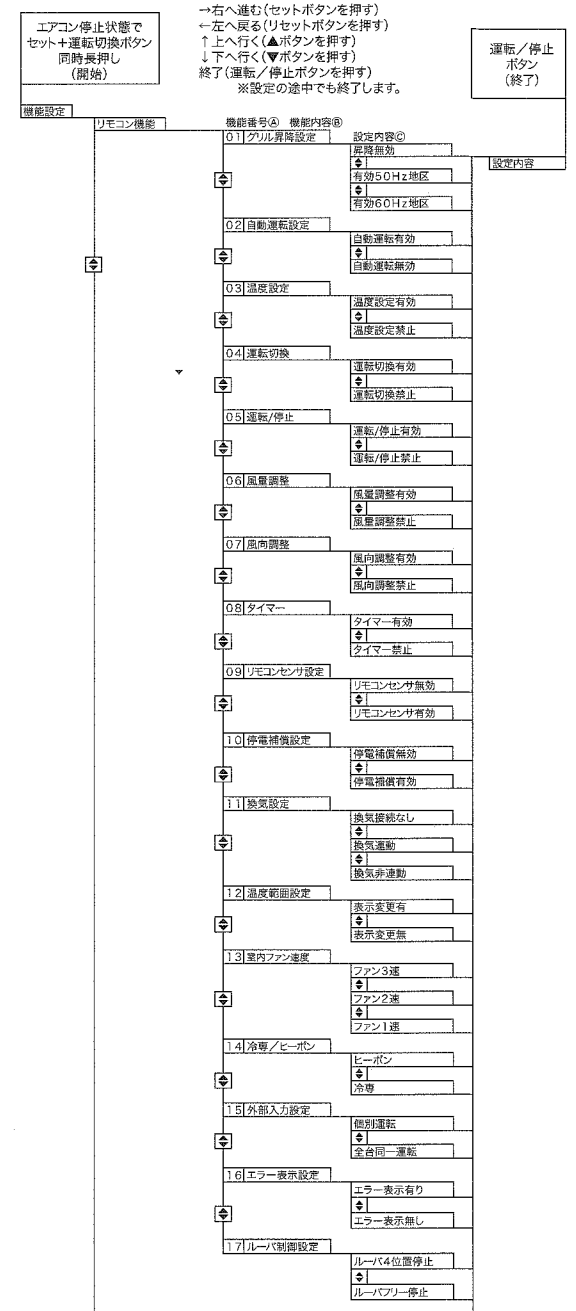 エアコン停止状態で
セット＋運転切換ボタン
同時長押し
(開始)
→右へ進む(セットボタンを押す)
←左へ戻る(リセットボタンを押す)
↑上へ行く(▲ボタンを押す)
↓下へ行く(▼ボタンを押す)
終了(運転／停止ボタンを押す)
※設定の途中でも終了します。
運転／停止
ボタン
(終了)
機能設定
リモコン機能
機能番号Ⓐ 機能内容Ⓑ
01 グリル昇降設定 設定内容Ⓒ
昇降無効
設定内容
有効50Hz地区
有効60Hz地区
02 自動運転設定
自動運転有効
自動運転無効
03 温度設定
温度設定有効
温度設定禁止
04 運転切換
運転切換有効
運転切換禁止
05 運転/停止
運転/停止有効
運転/停止禁止
06 風量調整
風量調整有効
風量調整禁止
07 風向調整
風向調整有効
風向調整禁止
08 タイマー
タイマー有効
タイマー禁止
09 リモコンセンサ設定
リモコンセンサ無効
リモコンセンサ有効
10 停電補償設定
停電補償無効
停電補償有効
11 換気設定
換気接続なし
換気連動
換気非連動
12 温度範囲設定
表示変更有
表示変更無
13 室内ファン速度
ファン3速
ファン2速
ファン1速
14 冷専／ヒーポン
ヒーポン
冷専
15 外部入力設定
個別運転
全台同一運転
16 エラー表示設定
エラー表示有り
エラー表示無し
17 ルーバ制御設定
ルーバ4位置停止
ルーバフリー停止